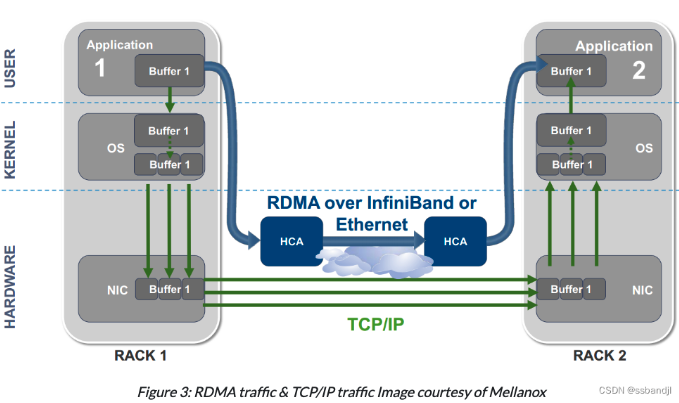 USER
KERNEL
HARDWARE
Application
1
Buffer 1
OS
Buffer 1
Buffer 1
NIC
Buffer 1
RACK 1
RDMA over InfiniBand or
Ethernet
HCA
HCA
TCP/IP
Application
2
Buffer 1
Buffer 1
OS
Buffer 1
Buffer 1
NIC
RACK 2
Figure 3: RDMA traffic & TCP/IP traffic Image courtesy of Mellanox
CSDN @ssbandjl